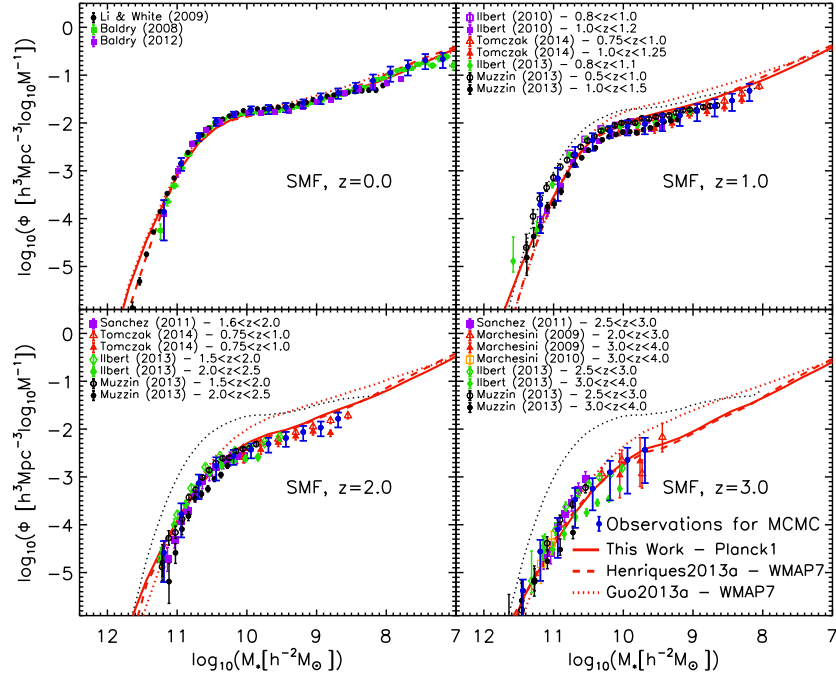 Li & White (2009)
Baldry (2008)
Baldry (2012)
SMF, z=0.0
log10(Φ [h³Mpc⁻³log10M⁻¹])
0
−1
−2
−3
−4
−5
Ilbert (2010) − 0.8<z<1.0
Ilbert (2010) − 1.0<z<1.2
Tomczak (2014) − 0.75<z<1.0
Tomczak (2014) − 1.0<z<1.25
Ilbert (2013) − 0.8<z<1.1
Muzzin (2013) − 0.5<z<1.0
Muzzin (2013) − 1.0<z<1.5
SMF, z=1.0
Sanchez (2011) − 1.6<z<2.0
Tomczak (2014) − 0.75<z<1.0
Tomczak (2014) − 0.75<z<1.0
Ilbert (2013) − 1.5<z<2.0
Ilbert (2013) − 2.0<z<2.5
Muzzin (2013) − 1.5<z<2.0
Muzzin (2013) − 2.0<z<2.5
SMF, z=2.0
log10(Φ [h³Mpc⁻³log10M⁻¹])
0
−1
−2
−3
−4
−5
12 11 10 9 8 7
log10(M*[h⁻²M⊙])
Sanchez (2011) − 2.5<z<3.0
Marchesini (2009) − 2.0<z<3.0
Marchesini (2009) − 3.0<z<4.0
Marchesini (2010) − 3.0<z<4.0
Ilbert (2013) − 2.5<z<3.0
Ilbert (2013) − 3.0<z<4.0
Muzzin (2013) − 2.5<z<3.0
Muzzin (2013) − 3.0<z<4.0
SMF, z=3.0
Observations for MCMC
This Work − Planck1
Henriques2013a − WMAP7
Guo2013a − WMAP7
12 11 10 9 8 7
log10(M*[h⁻²M⊙])